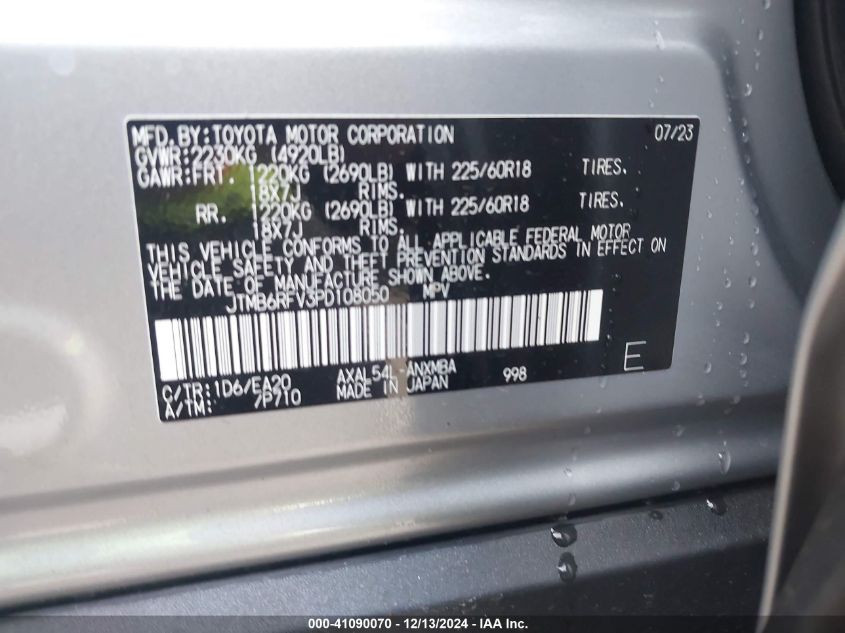 MFD. BY: TOYOTA MOTOR CORPORATION 07/23
GVWR: 2230KG (4920LB)
GAWR: FRT. 1220KG (2690LB) WITH 225/60R18 TIRES.
18X7J RIMS.
RR. 1220KG (2690LB) WITH 225/60R18 TIRES.
18X7J RIMS.
THIS VEHICLE CONFORMS TO ALL APPLICABLE FEDERAL MOTOR
VEHICLE SAFETY AND THEFT PREVENTION STANDARDS IN EFFECT ON
THE DATE OF MANUFACTURE SHOWN ABOVE.
JTMB6RFV3PD108050 MPV
C/TR: 1D6/EA20 AXAL54L-ANXMBA 998 E
A/TM: 7P710 MADE IN JAPAN
000-41090070 - 12/13/2024 - IAA Inc.